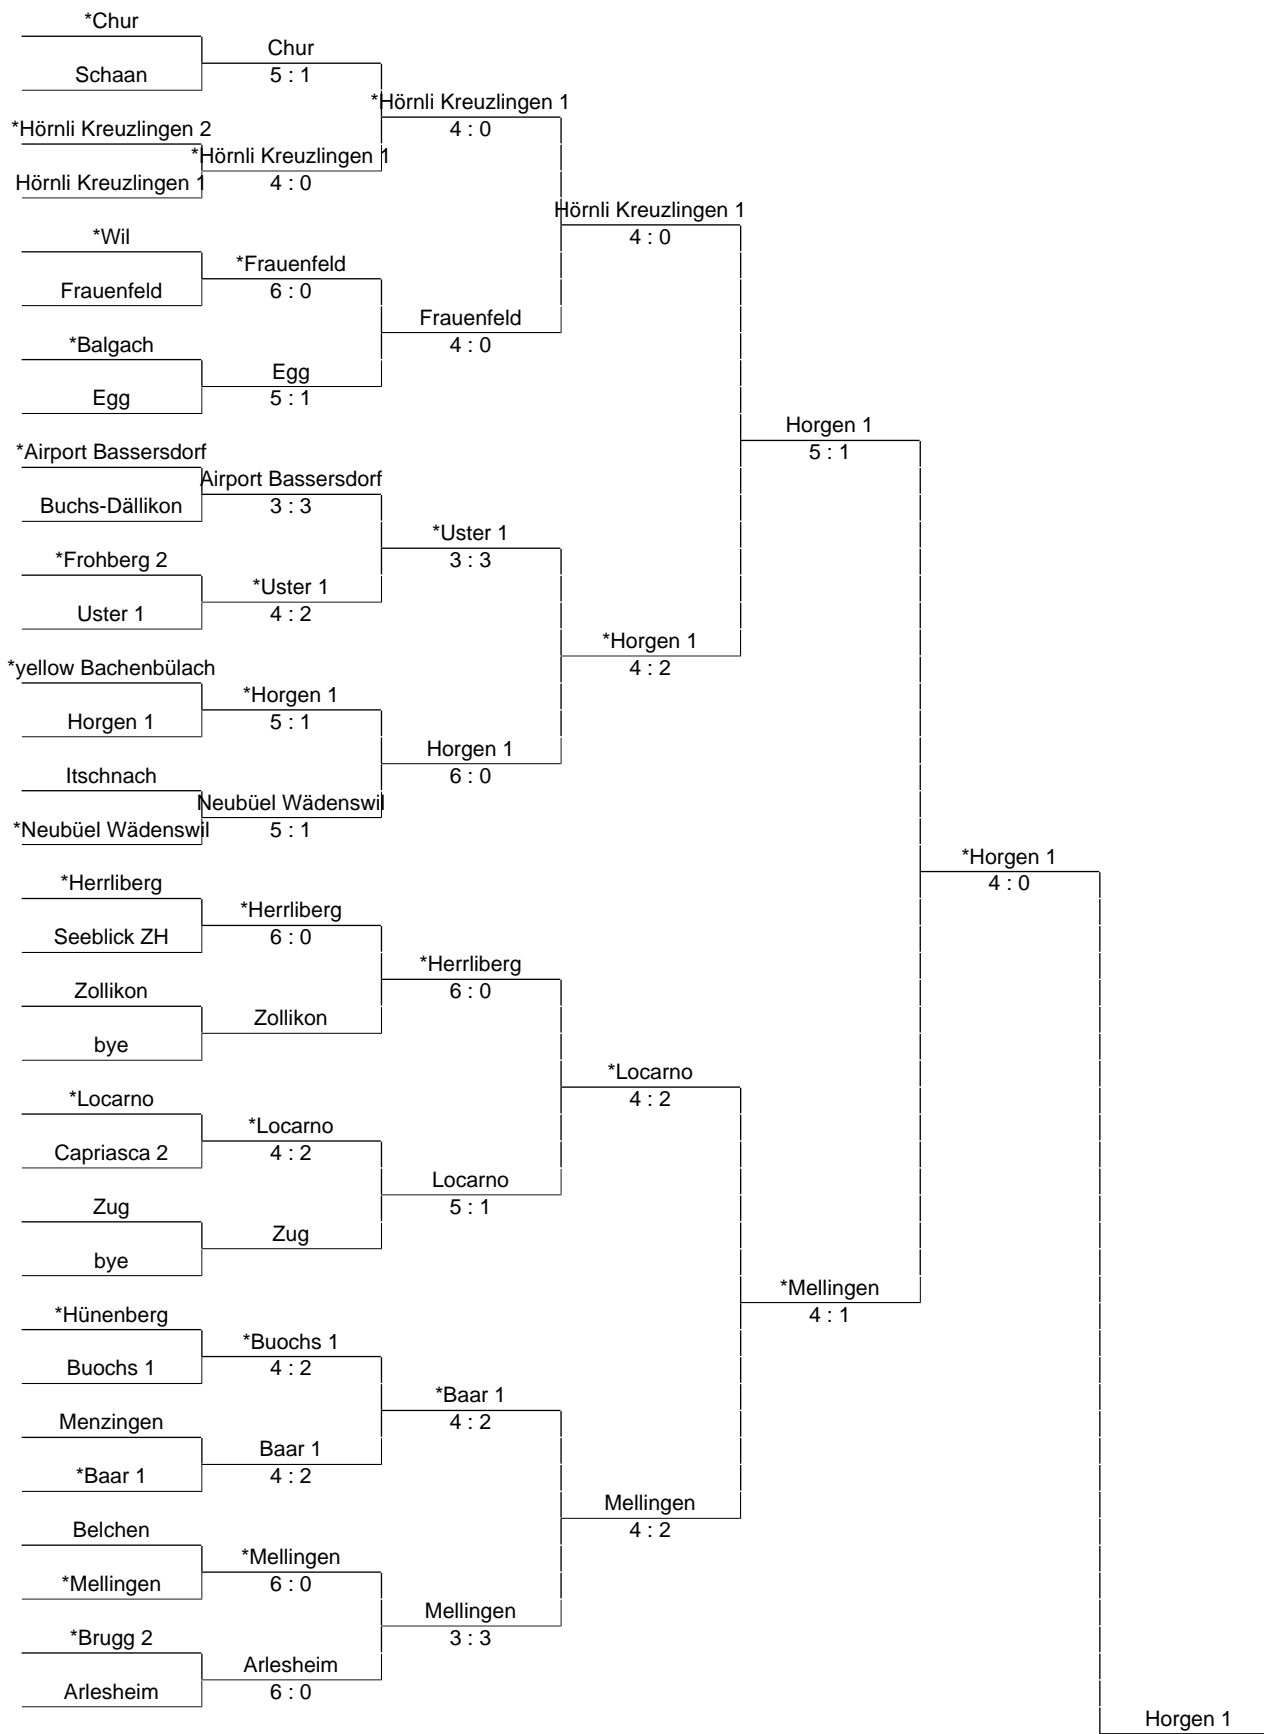 *Chur
Chur
Schaan
5 : 1
*Hörnli Kreuzlingen 1
*Hörnli Kreuzlingen 2
4 : 0
*Hörnli Kreuzlingen 1
Hörnli Kreuzlingen 1
4 : 0
Hörnli Kreuzlingen 1
*Wil
4 : 0
*Frauenfeld
Frauenfeld
6 : 0
Frauenfeld
*Balgach
4 : 0
Egg
Egg
5 : 1
Horgen 1
*Airport Bassersdorf
5 : 1
Airport Bassersdorf
Buchs-Dällikon
3 : 3
*Uster 1
*Frohberg 2
3 : 3
*Uster 1
Uster 1
4 : 2
*Horgen 1
*yellow Bachenbülach
4 : 2
*Horgen 1
Horgen 1
5 : 1
Horgen 1
Itschnach
6 : 0
Neubüel Wädenswil
*Neubüel Wädenswil
5 : 1
*Horgen 1
*Herrliberg
4 : 0
*Herrliberg
Seeblick ZH
6 : 0
*Herrliberg
Zollikon
6 : 0
Zollikon
bye
*Locarno
*Locarno
4 : 2
*Locarno
Capriasca 2
4 : 2
Locarno
Zug
5 : 1
Zug
bye
*Mellingen
*Hünenberg
4 : 1
*Buochs 1
Buochs 1
4 : 2
*Baar 1
Menzingen
4 : 2
Baar 1
*Baar 1
4 : 2
Mellingen
Belchen
4 : 2
*Mellingen
*Mellingen
6 : 0
Mellingen
*Brugg 2
3 : 3
Arlesheim
Arlesheim
6 : 0
Horgen 1